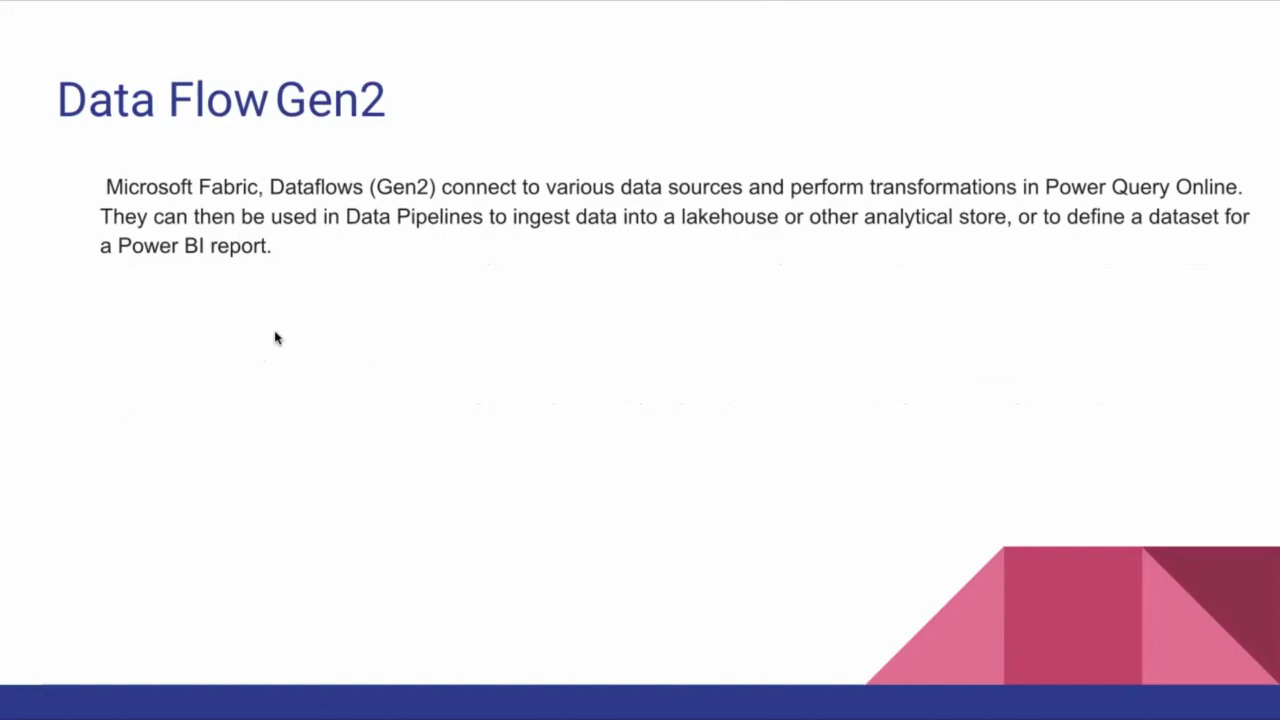 Data Flow Gen2
Microsoft Fabric, Dataflows (Gen2) connect to various data sources and perform transformations in Power Query Online.
They can then be used in Data Pipelines to ingest data into a lakehouse or other analytical store, or to define a dataset for
a Power BI report.